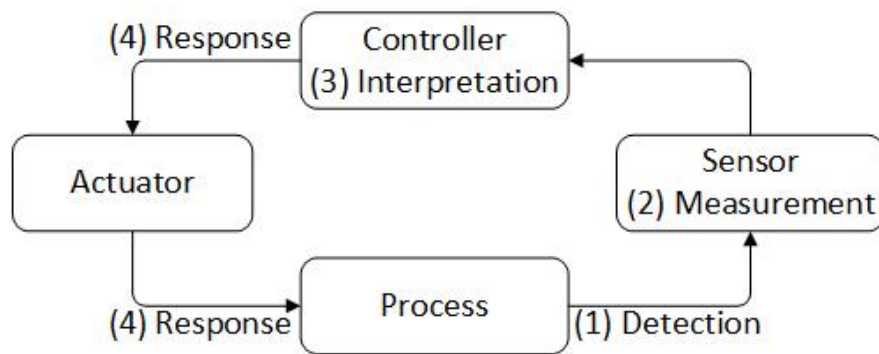 (4) Response
Controller
(3) Interpretation
Actuator
Sensor
(2) Measurement
(4) Response
Process
(1) Detection